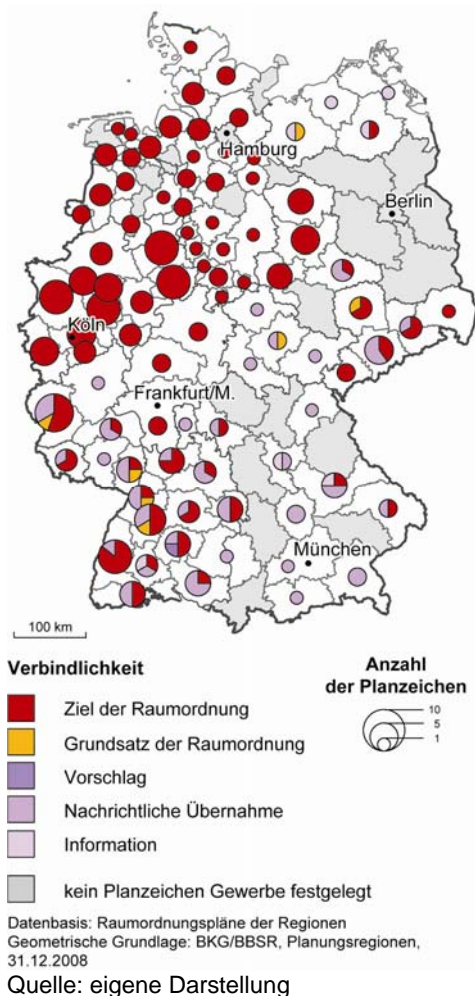 Hamburg
Berlin
Köln
Frankfurt/M.
München
100 km
Verbindlichkeit
Anzahl
der Planzeichen
Ziel der Raumordnung
10
5
1
Grundsatz der Raumordnung
Vorschlag
Nachrichtliche Übernahme
Information
kein Planzeichen Gewerbe festgelegt
Datenbasis: Raumordnungspläne der Regionen
Geometrische Grundlage: BKG/BBSR, Planungsregionen,
31.12.2008
Quelle: eigene Darstellung